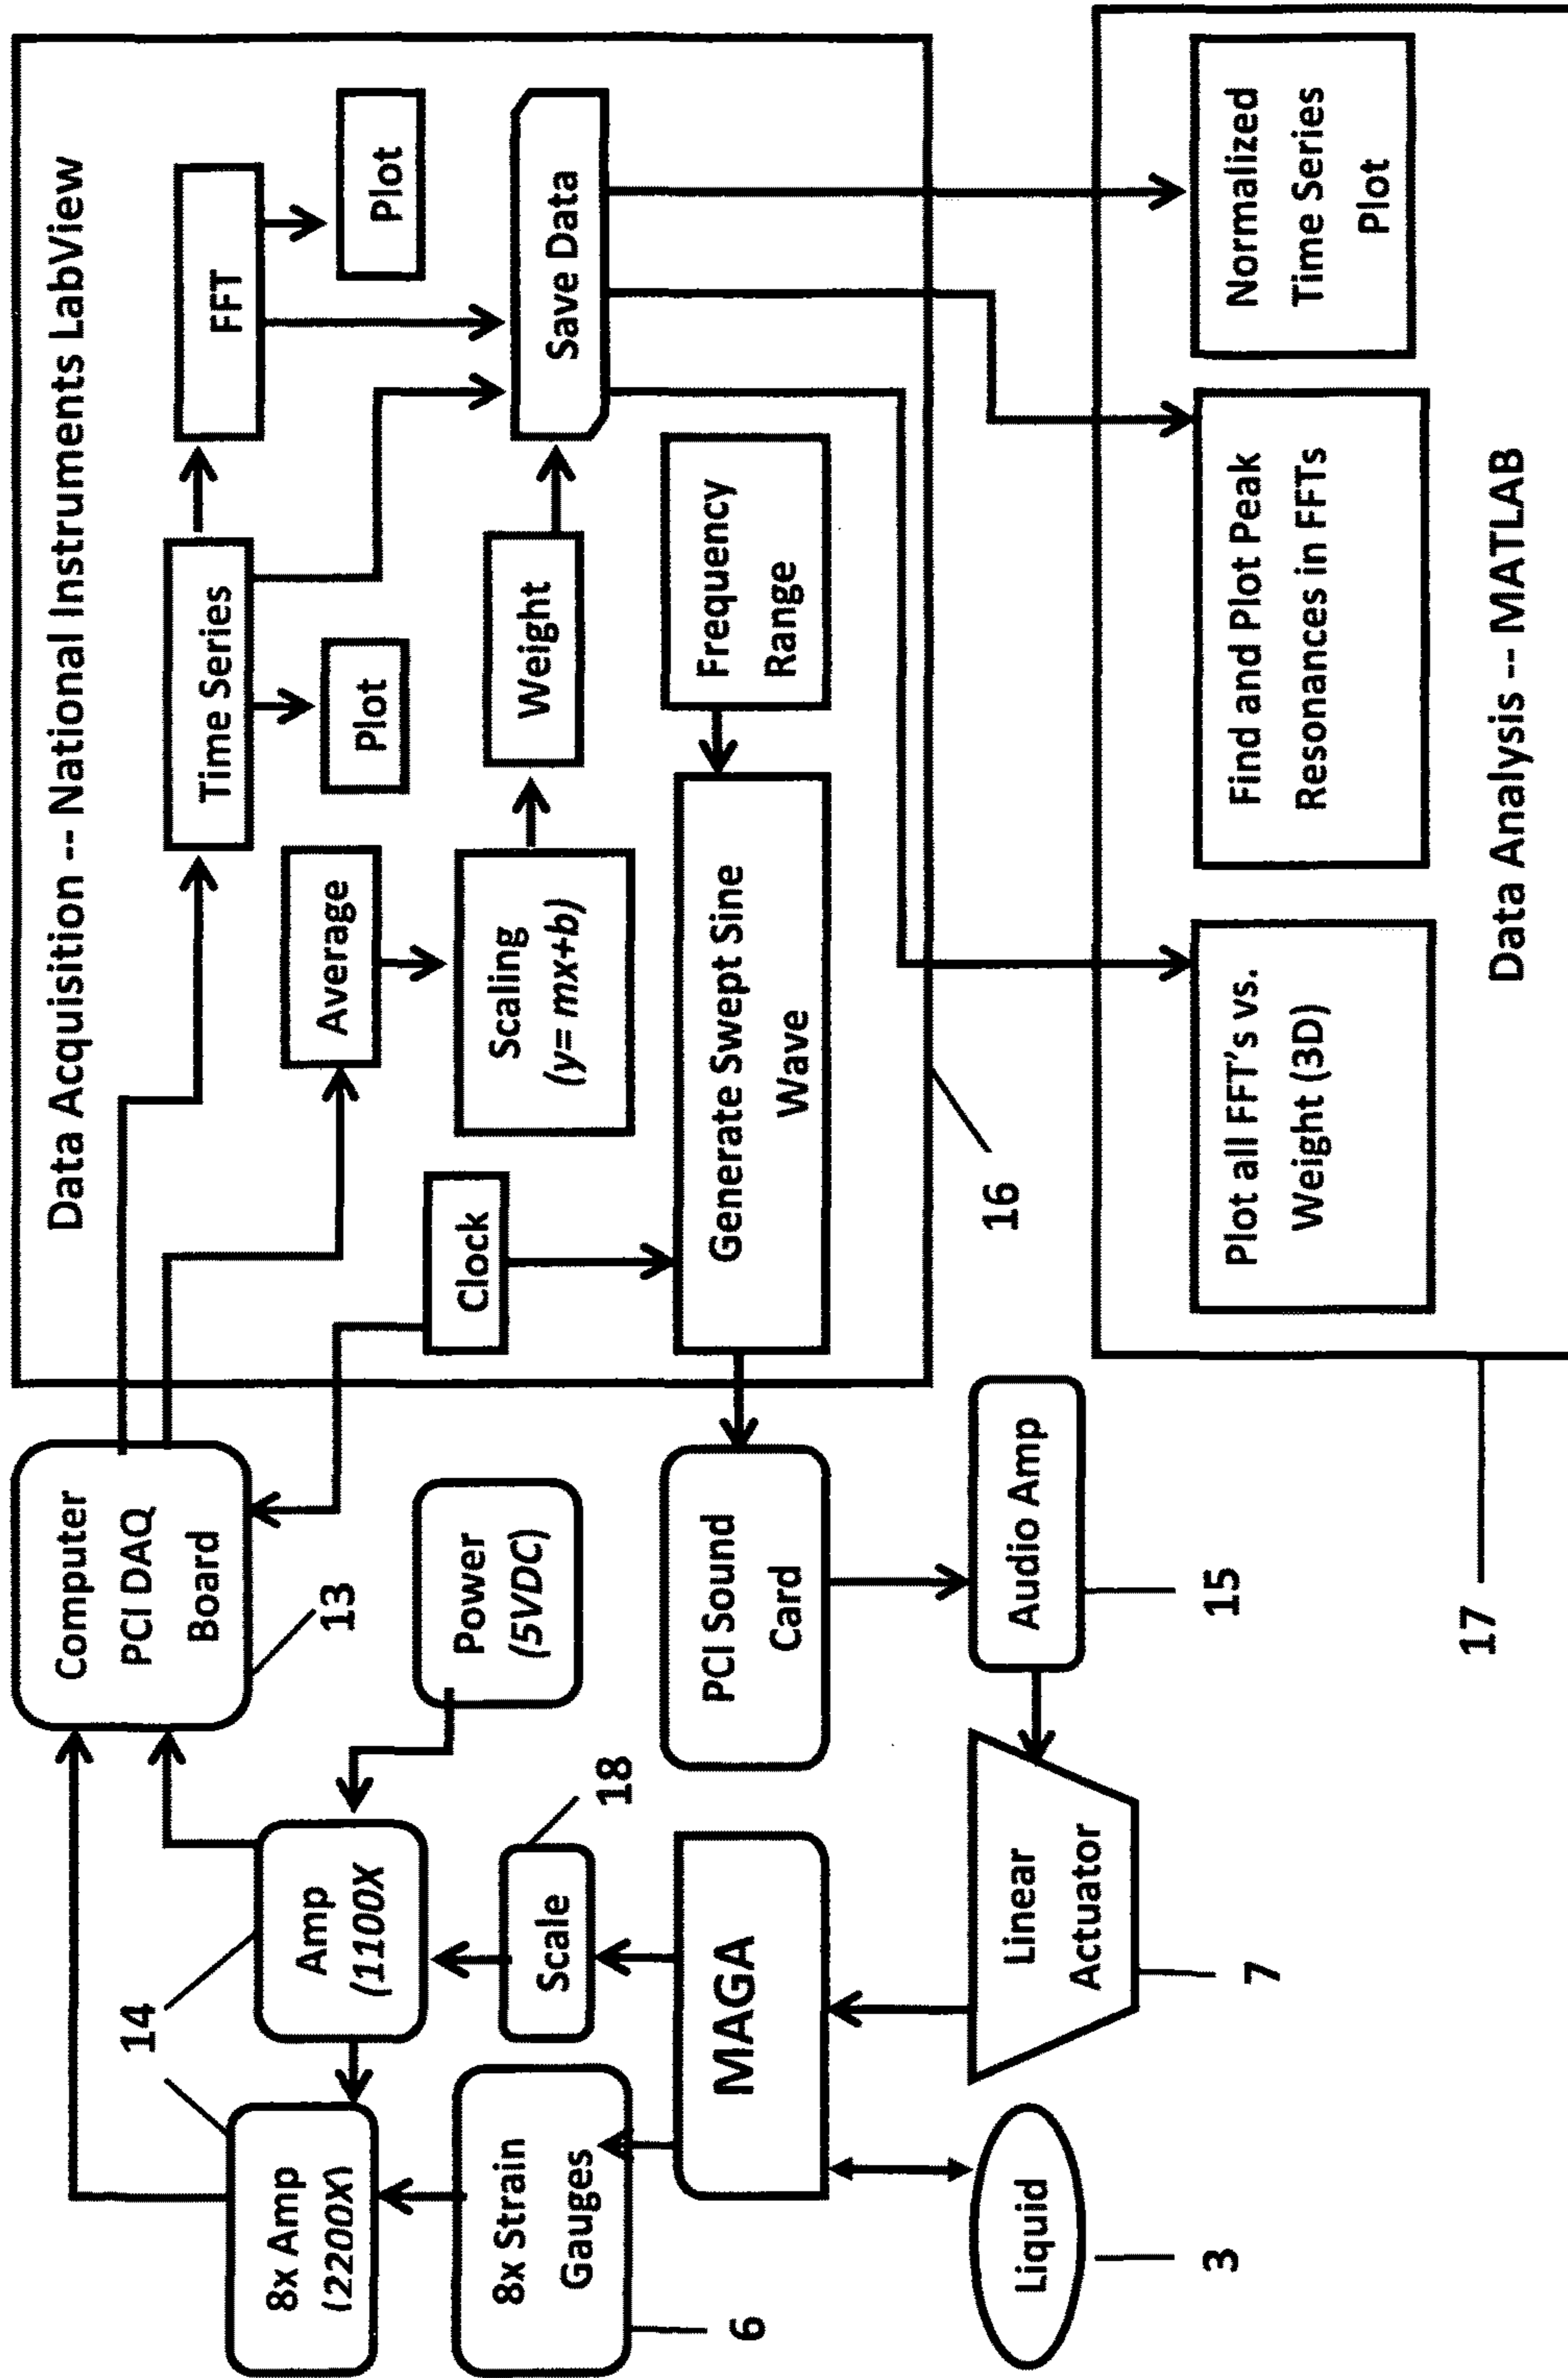 Data Acquisition -- National Instruments LabView
Computer
PCI DAQ
Board
13
14
8x Amp
(2200X)
Amp
(1100X
Power
(5VDC)
8x Strain
Gauges
6
Scale
18
MAGA
PCI Sound
Card
Liquid
3
Linear
Actuator
7
Audio Amp
15
Time Series
FFT
Plot
Plot
Average
Scaling
(y= mx+b)
Weight
Save Data
Clock
Generate Swept Sine
Wave
Frequency
Range
16
Plot all FFT's vs.
Weight (3D)
Find and Plot Peak
Resonances in FFTs
Normalized
Time Series
Plot
Data Analysis -- MATLAB
17